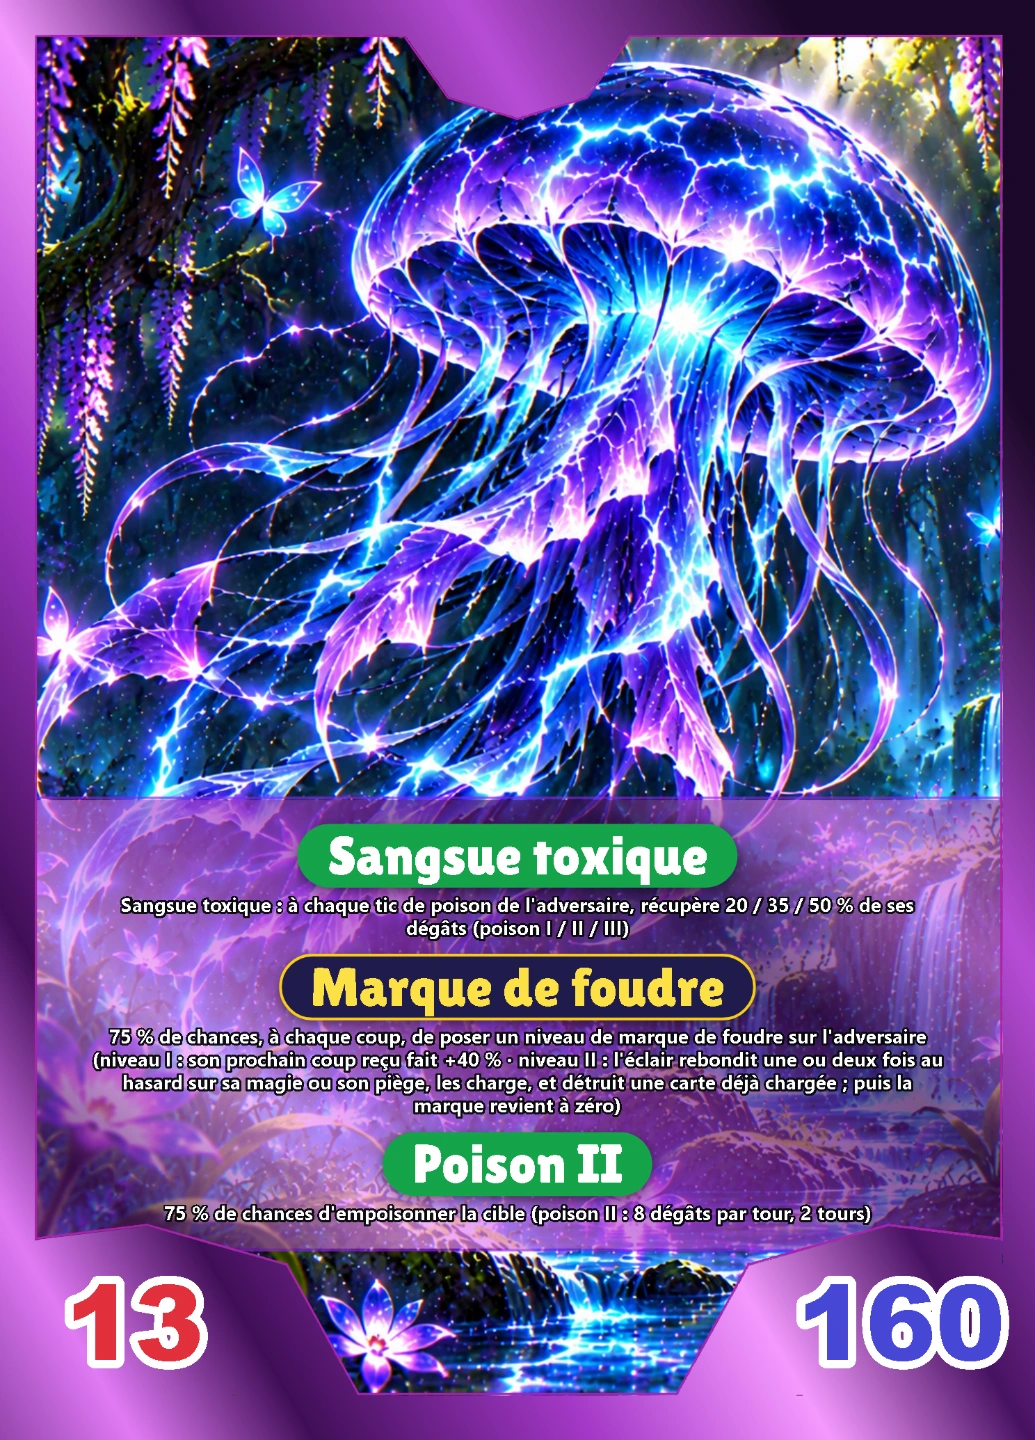 Sangsue toxique
Sangsue toxique : à chaque tic de poison de l'adversaire, récupère 20 / 35 / 50 % de ses
dégâts (poison I / II / III)
Marque de foudre
75 % de chances, à chaque coup, de poser un niveau de marque de foudre sur l'adversaire
(niveau I : son prochain coup reçu fait +40 % · niveau II : l'éclair rebondit une ou deux fois au
hasard sur sa magie ou son piège, les charge, et détruit une carte déjà chargée ; puis la
marque revient à zéro)
Poison II
75 % de chances d'empoisonner la cible (poison II : 8 dégâts par tour, 2 tours)
13
160